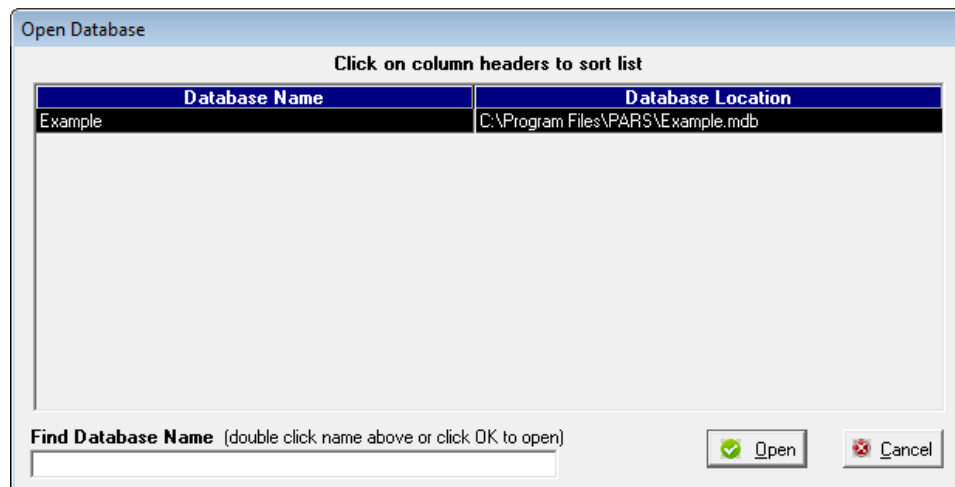 Open Database
Click on column headers to sort list
Database Name Database Location
Example C:\Program Files\PARS\Example.mdb
Find Database Name (double click name above or click OK to open)
Open Cancel